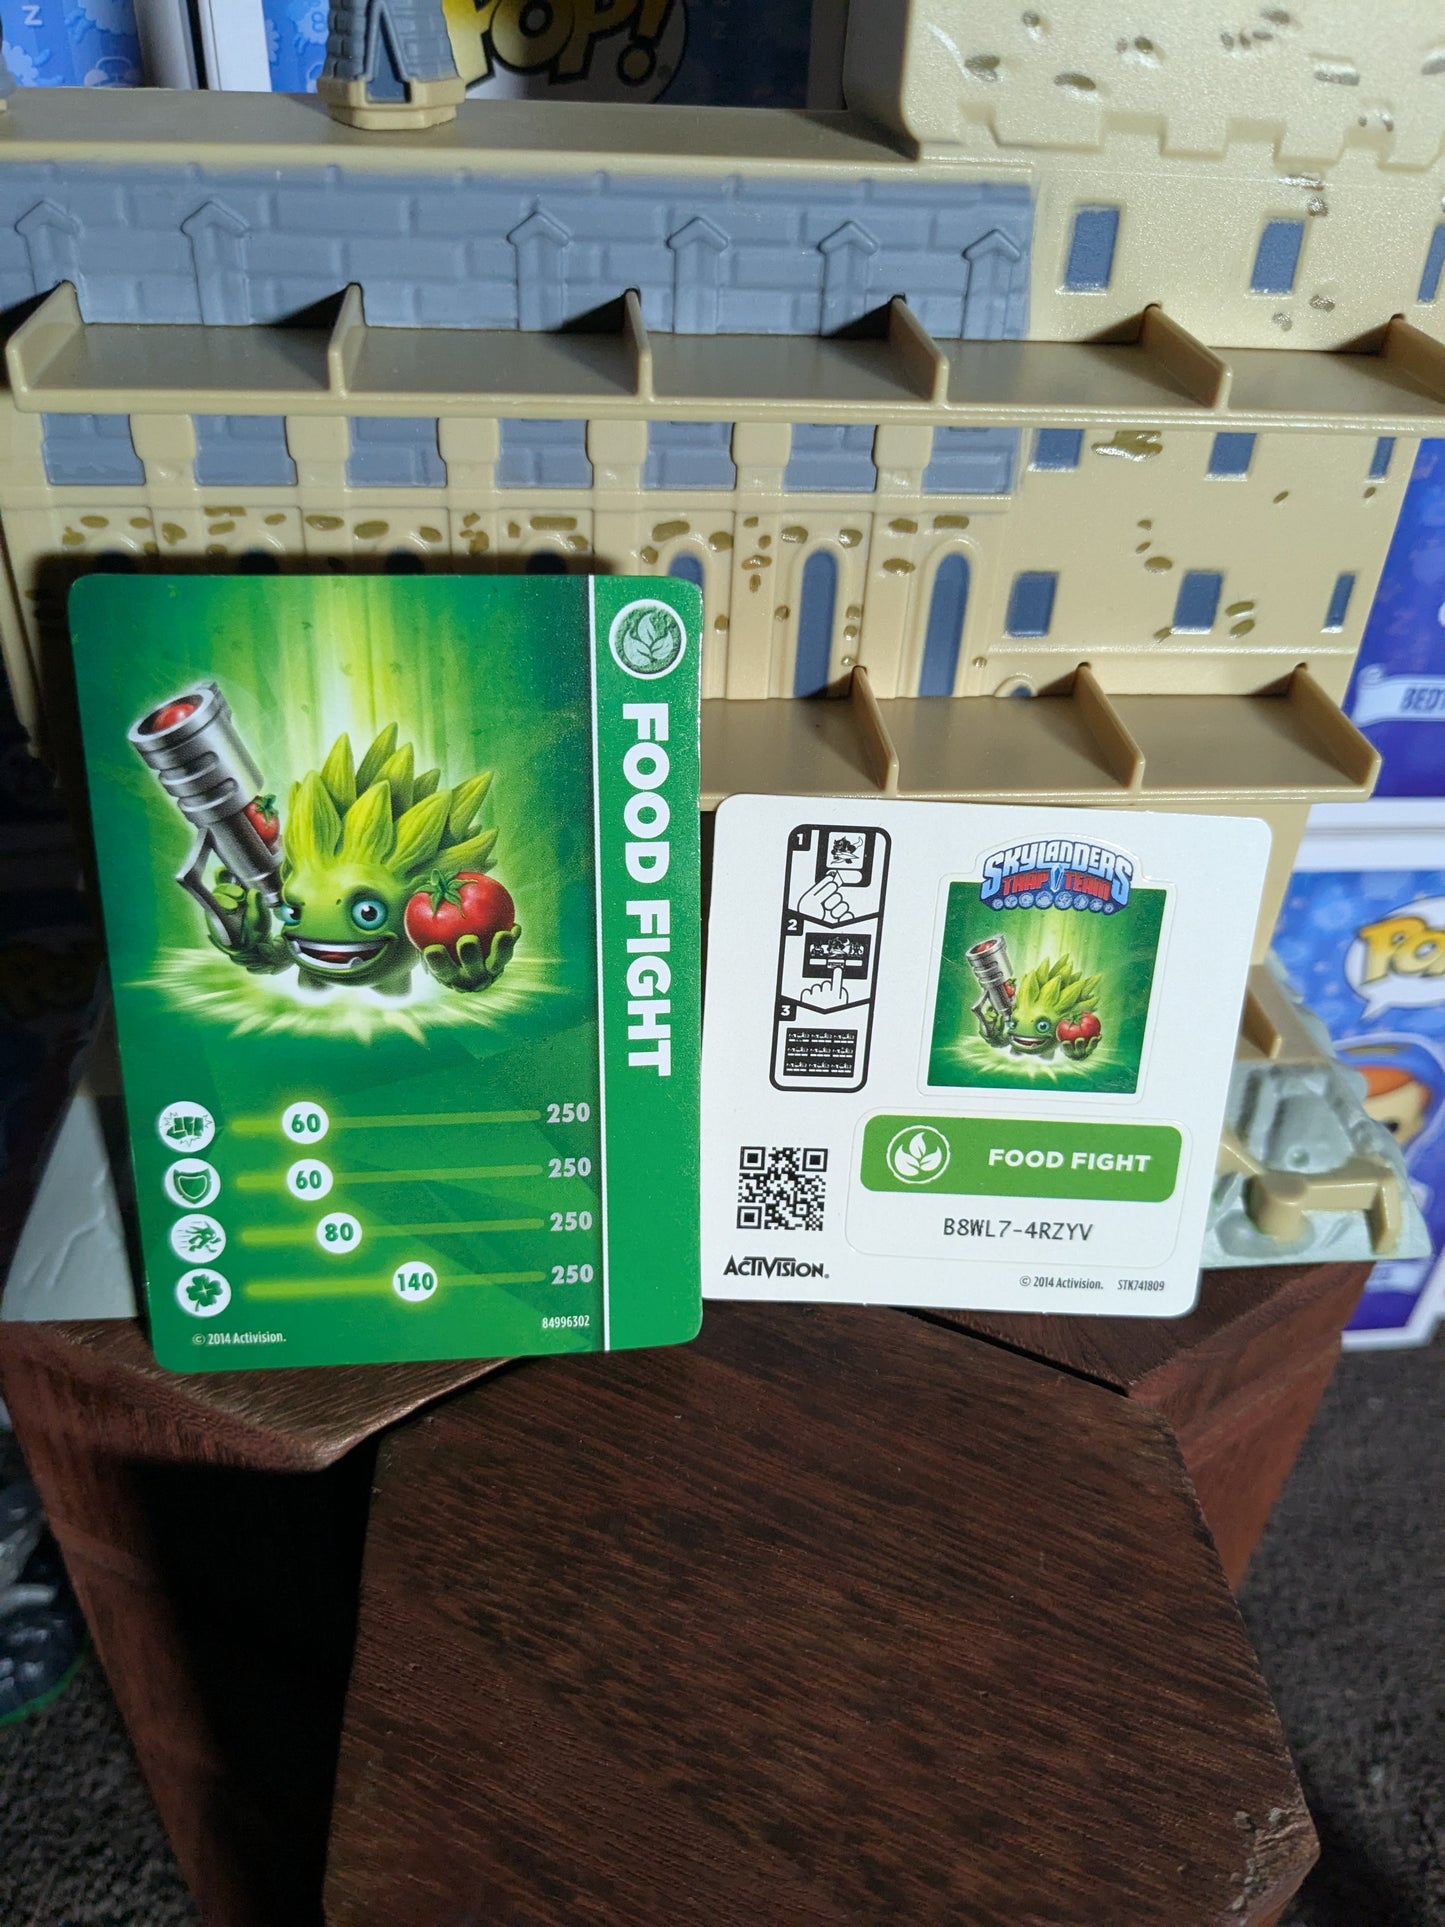 POP!
FOOD FIGHT
60 250
60 250
80 250
140 250
© 2014 Activision.
84996302
1
2
3
SKYLANDERS
TRAP TEAM
FOOD FIGHT
B8WL7-4RZYV
ACTIVISION.
© 2014 Activision. STK741809